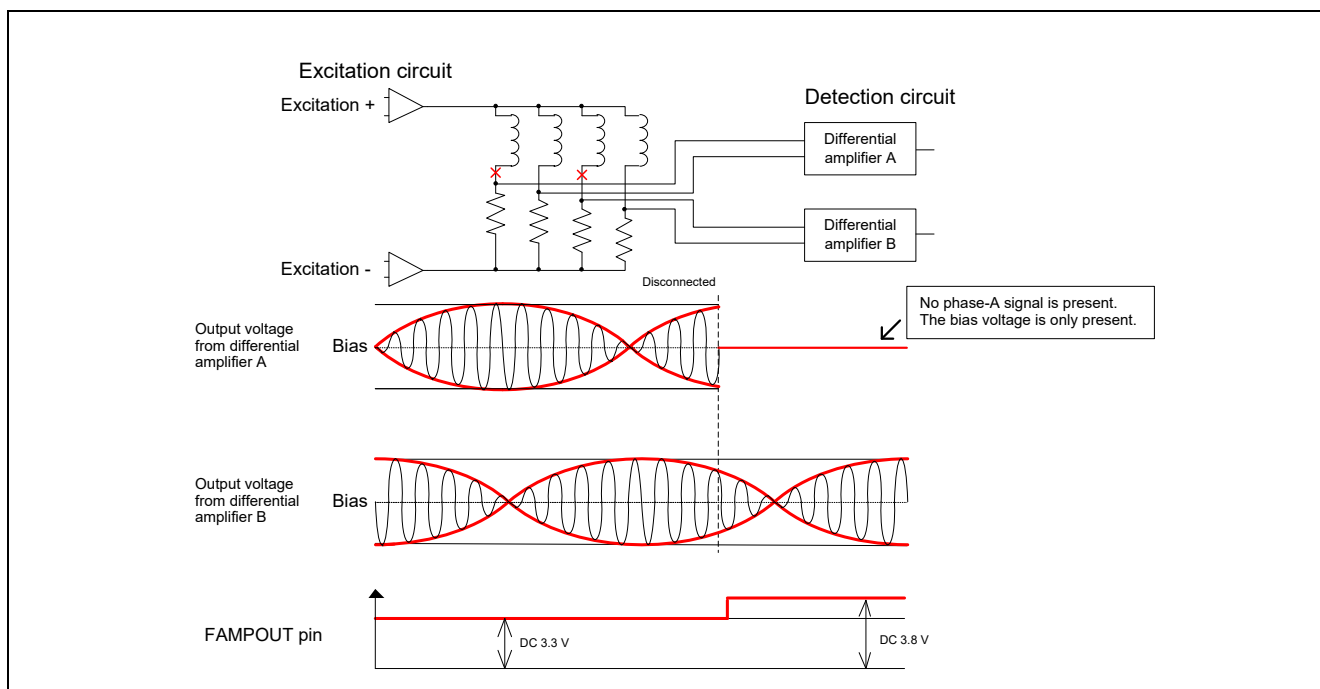 Excitation circuit
Excitation +
Detection circuit
Differential
amplifier A
Differential
amplifier B
Excitation -
Disconnected
No phase-A signal is present.
The bias voltage is only present.
Output voltage
from differential
amplifier A
Bias
Output voltage
from differential
amplifier B
Bias
FAMPOUT pin
DC 3.3 V
DC 3.8 V